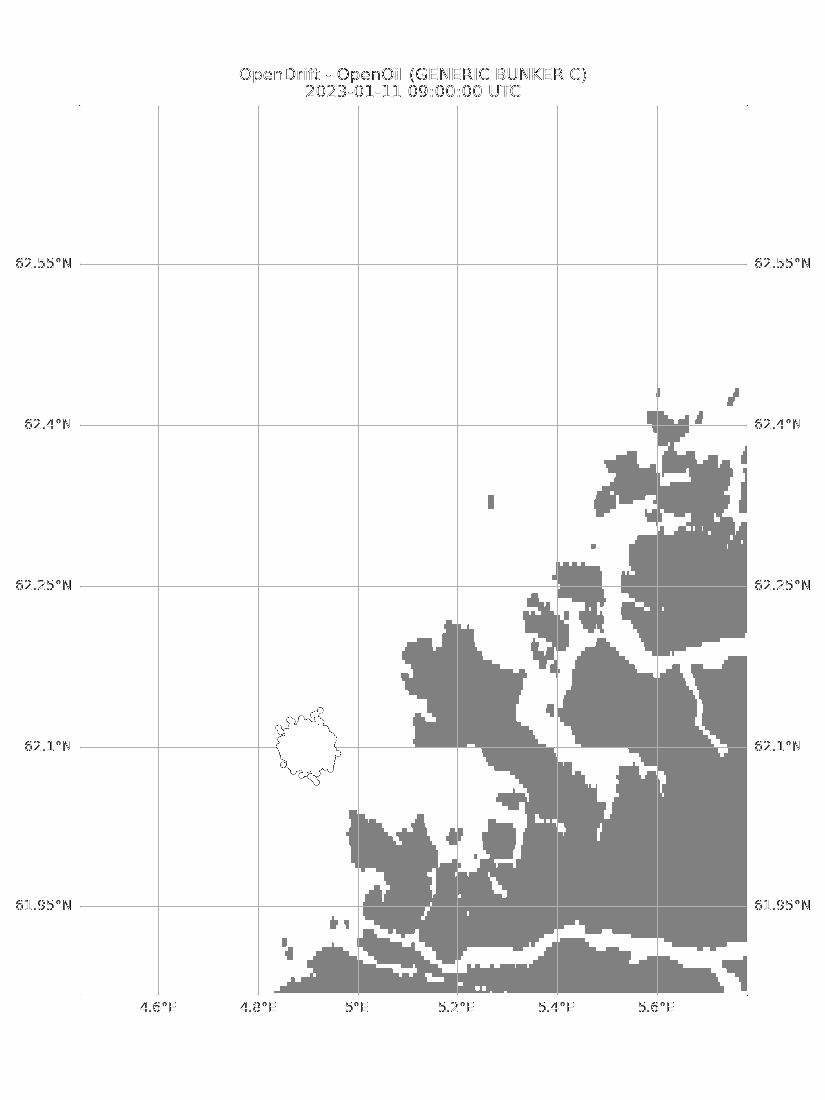 OpenDrift - OpenOil (GENERIC BUNKER C)
2023-01-11 09:00:00 UTC
62.55°N 62.55°N
62.4°N 62.4°N
62.25°N 62.25°N
62.1°N 62.1°N
61.95°N 61.95°N
4.6°E 4.8°E 5°E 5.2°E 5.4°E 5.6°E